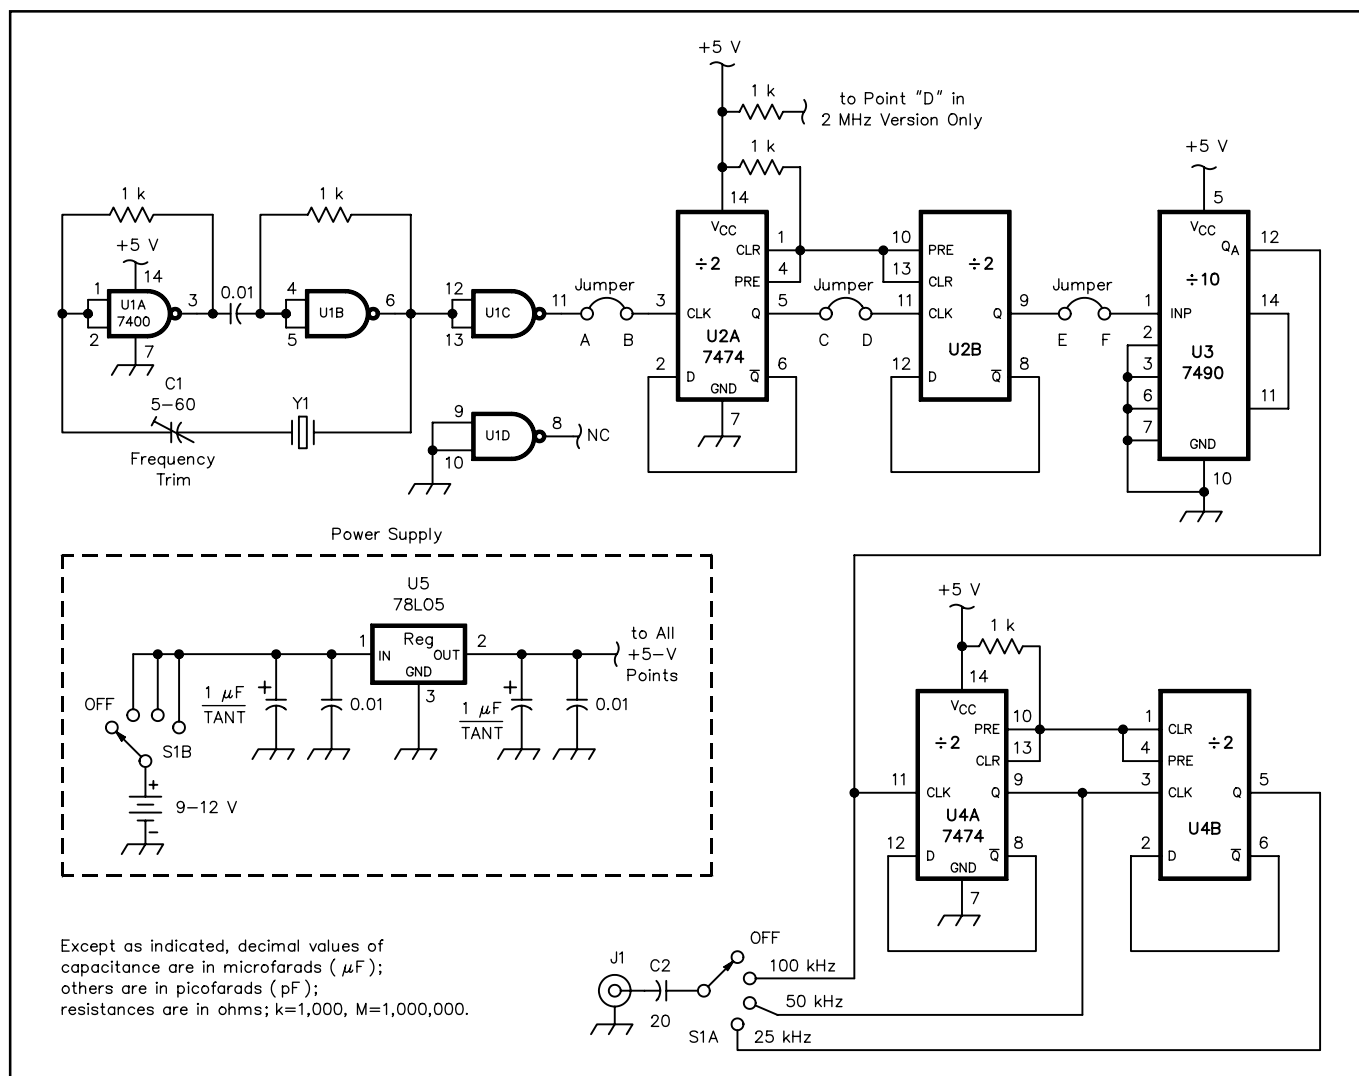 +5 V
1 k
to Point "D" in
2 MHz Version Only
1 k
+5 V
1 k
1 k
+5 V
14
1
2
U1A
7400
3
7
0.01
4
5
U1B
6
12
13
U1C
11
Jumper
A
B
C1
5–60
Frequency
Trim
Y1
9
10
U1D
8
NC
14
VCC
÷2
CLR
1
PRE
4
3
CLK
Q
5
U2A
7474
2
D
Q̅
6
GND
7
Jumper
C
D
10
PRE
13
CLR
÷2
11
CLK
Q
9
U2B
12
D
Q̅
8
Jumper
E
F
5
VCC
QA
12
÷10
14
1
INP
2
3
U3
7490
6
11
7
GND
10
Power Supply
U5
78L05
1
IN
Reg
OUT
2
GND
3
to All
+5–V
Points
OFF
S1B
+
1 μF
TANT
0.01
+
1 μF
TANT
0.01
+
9–12 V
–
+5 V
1 k
14
VCC
÷2
PRE
10
CLR
13
11
CLK
Q
9
U4A
7474
12
D
Q̅
8
GND
7
1
CLR
4
PRE
÷2
3
CLK
Q
5
U4B
2
D
Q̅
6
Except as indicated, decimal values of
capacitance are in microfarads ( μF);
others are in picofarads (pF);
resistances are in ohms; k=1,000, M=1,000,000.
J1
C2
20
OFF
100 kHz
50 kHz
25 kHz
S1A